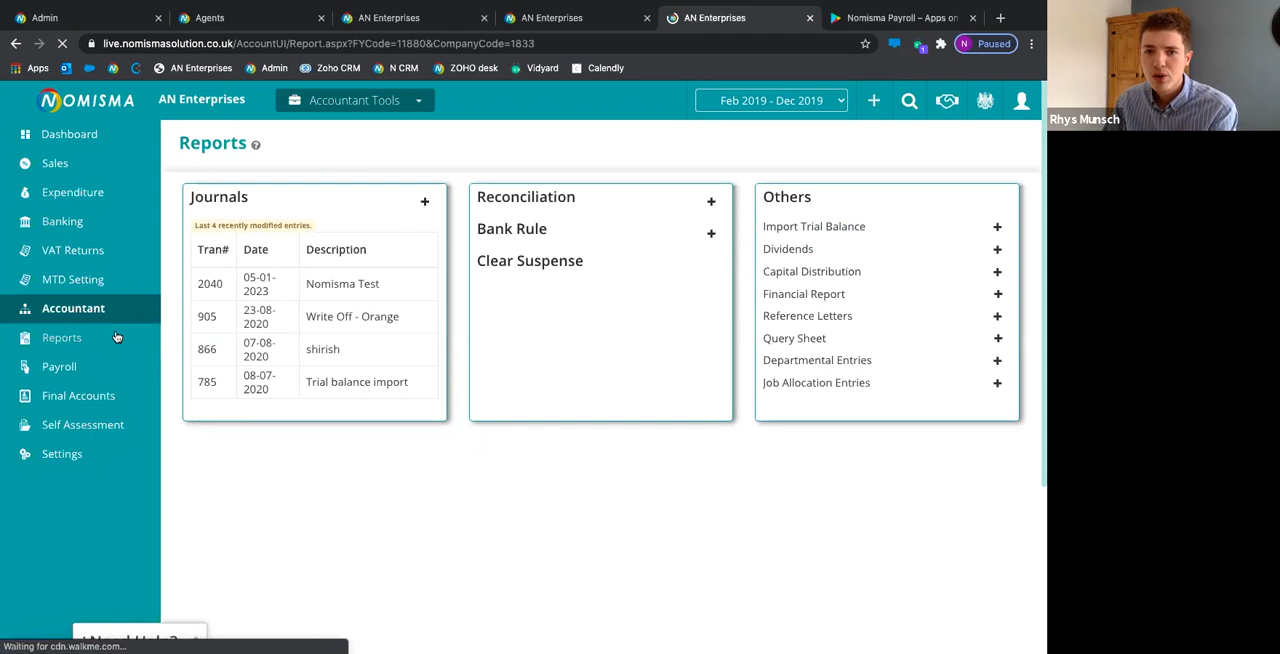 Admin
Agents
AN Enterprises
AN Enterprises
AN Enterprises
Nomisma Payroll – Apps on
live.nomismasolution.co.uk/AccountUI/Report.aspx?FYCode=11880&CompanyCode=1833
N Paused
Apps
AN Enterprises
Admin
Zoho CRM
N CRM
ZOHO desk
Vidyard
Calendly
NOMISMA
AN Enterprises
Accountant Tools
Feb 2019 - Dec 2019
Rhys Munsch
Dashboard
Sales
Expenditure
Banking
VAT Returns
MTD Setting
Accountant
Reports
Payroll
Final Accounts
Self Assessment
Settings
Reports
Journals +
Last 4 recently modified entries.
Tran# Date Description
2040 05-01-2023 Nomisma Test
905 23-08-2020 Write Off - Orange
866 07-08-2020 shirish
785 08-07-2020 Trial balance import
Reconciliation +
Bank Rule +
Clear Suspense
Others
Import Trial Balance +
Dividends +
Capital Distribution +
Financial Report +
Reference Letters +
Query Sheet +
Departmental Entries +
Job Allocation Entries +
Waiting for cdn.walkme.com...